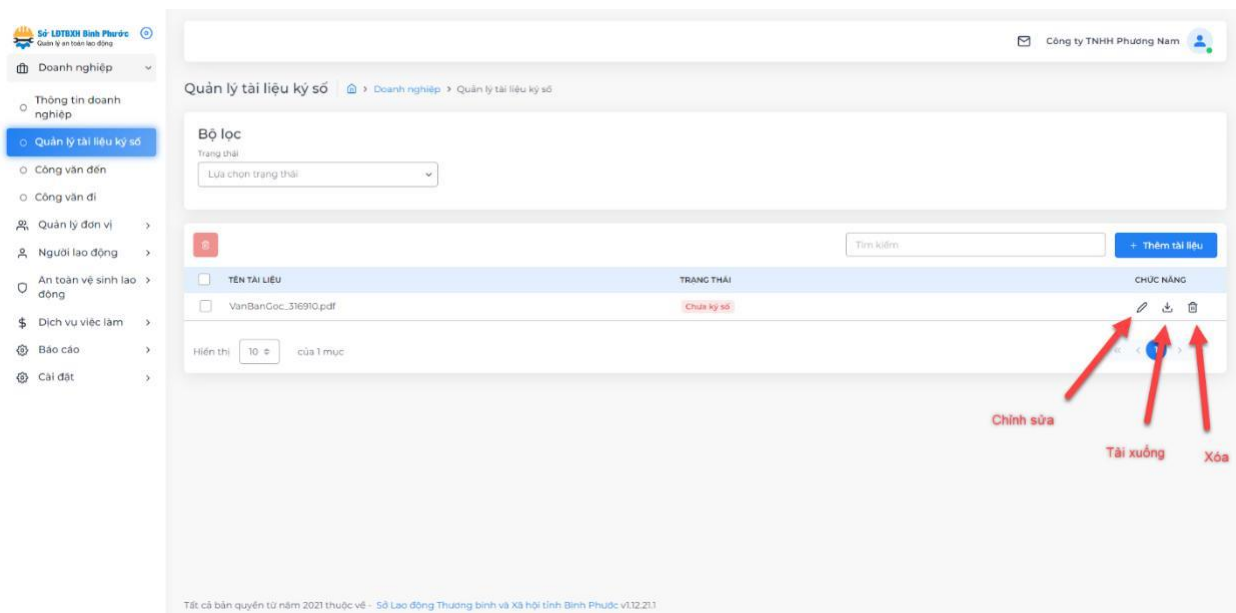 Sở LĐTBXH Bình Phước
Quản lý an toàn lao động
Doanh nghiệp
Thông tin doanh
nghiệp
Quản lý tài liệu ký số
Công văn đến
Công văn đi
Quản lý đơn vị
Người lao động
An toàn vệ sinh lao
động
Dịch vụ việc làm
Báo cáo
Cài đặt
Công ty TNHH Phương Nam
Quản lý tài liệu ký số Doanh nghiệp > Quản lý tài liệu ký số
Bộ lọc
Trạng thái
Lựa chọn trạng thái
Tìm kiếm
+ Thêm tài liệu
TÊN TÀI LIỆU TRẠNG THÁI CHỨC NĂNG
VanBanGoc_316910.pdf Chưa ký số
Hiển thị 10 của 1 mục
« < 1 >
Chỉnh sửa
Tải xuống
Xóa
Tất cả bản quyền từ năm 2021 thuộc về - Sở Lao động Thương binh và Xã hội tỉnh Bình Phước v1.12.21.1